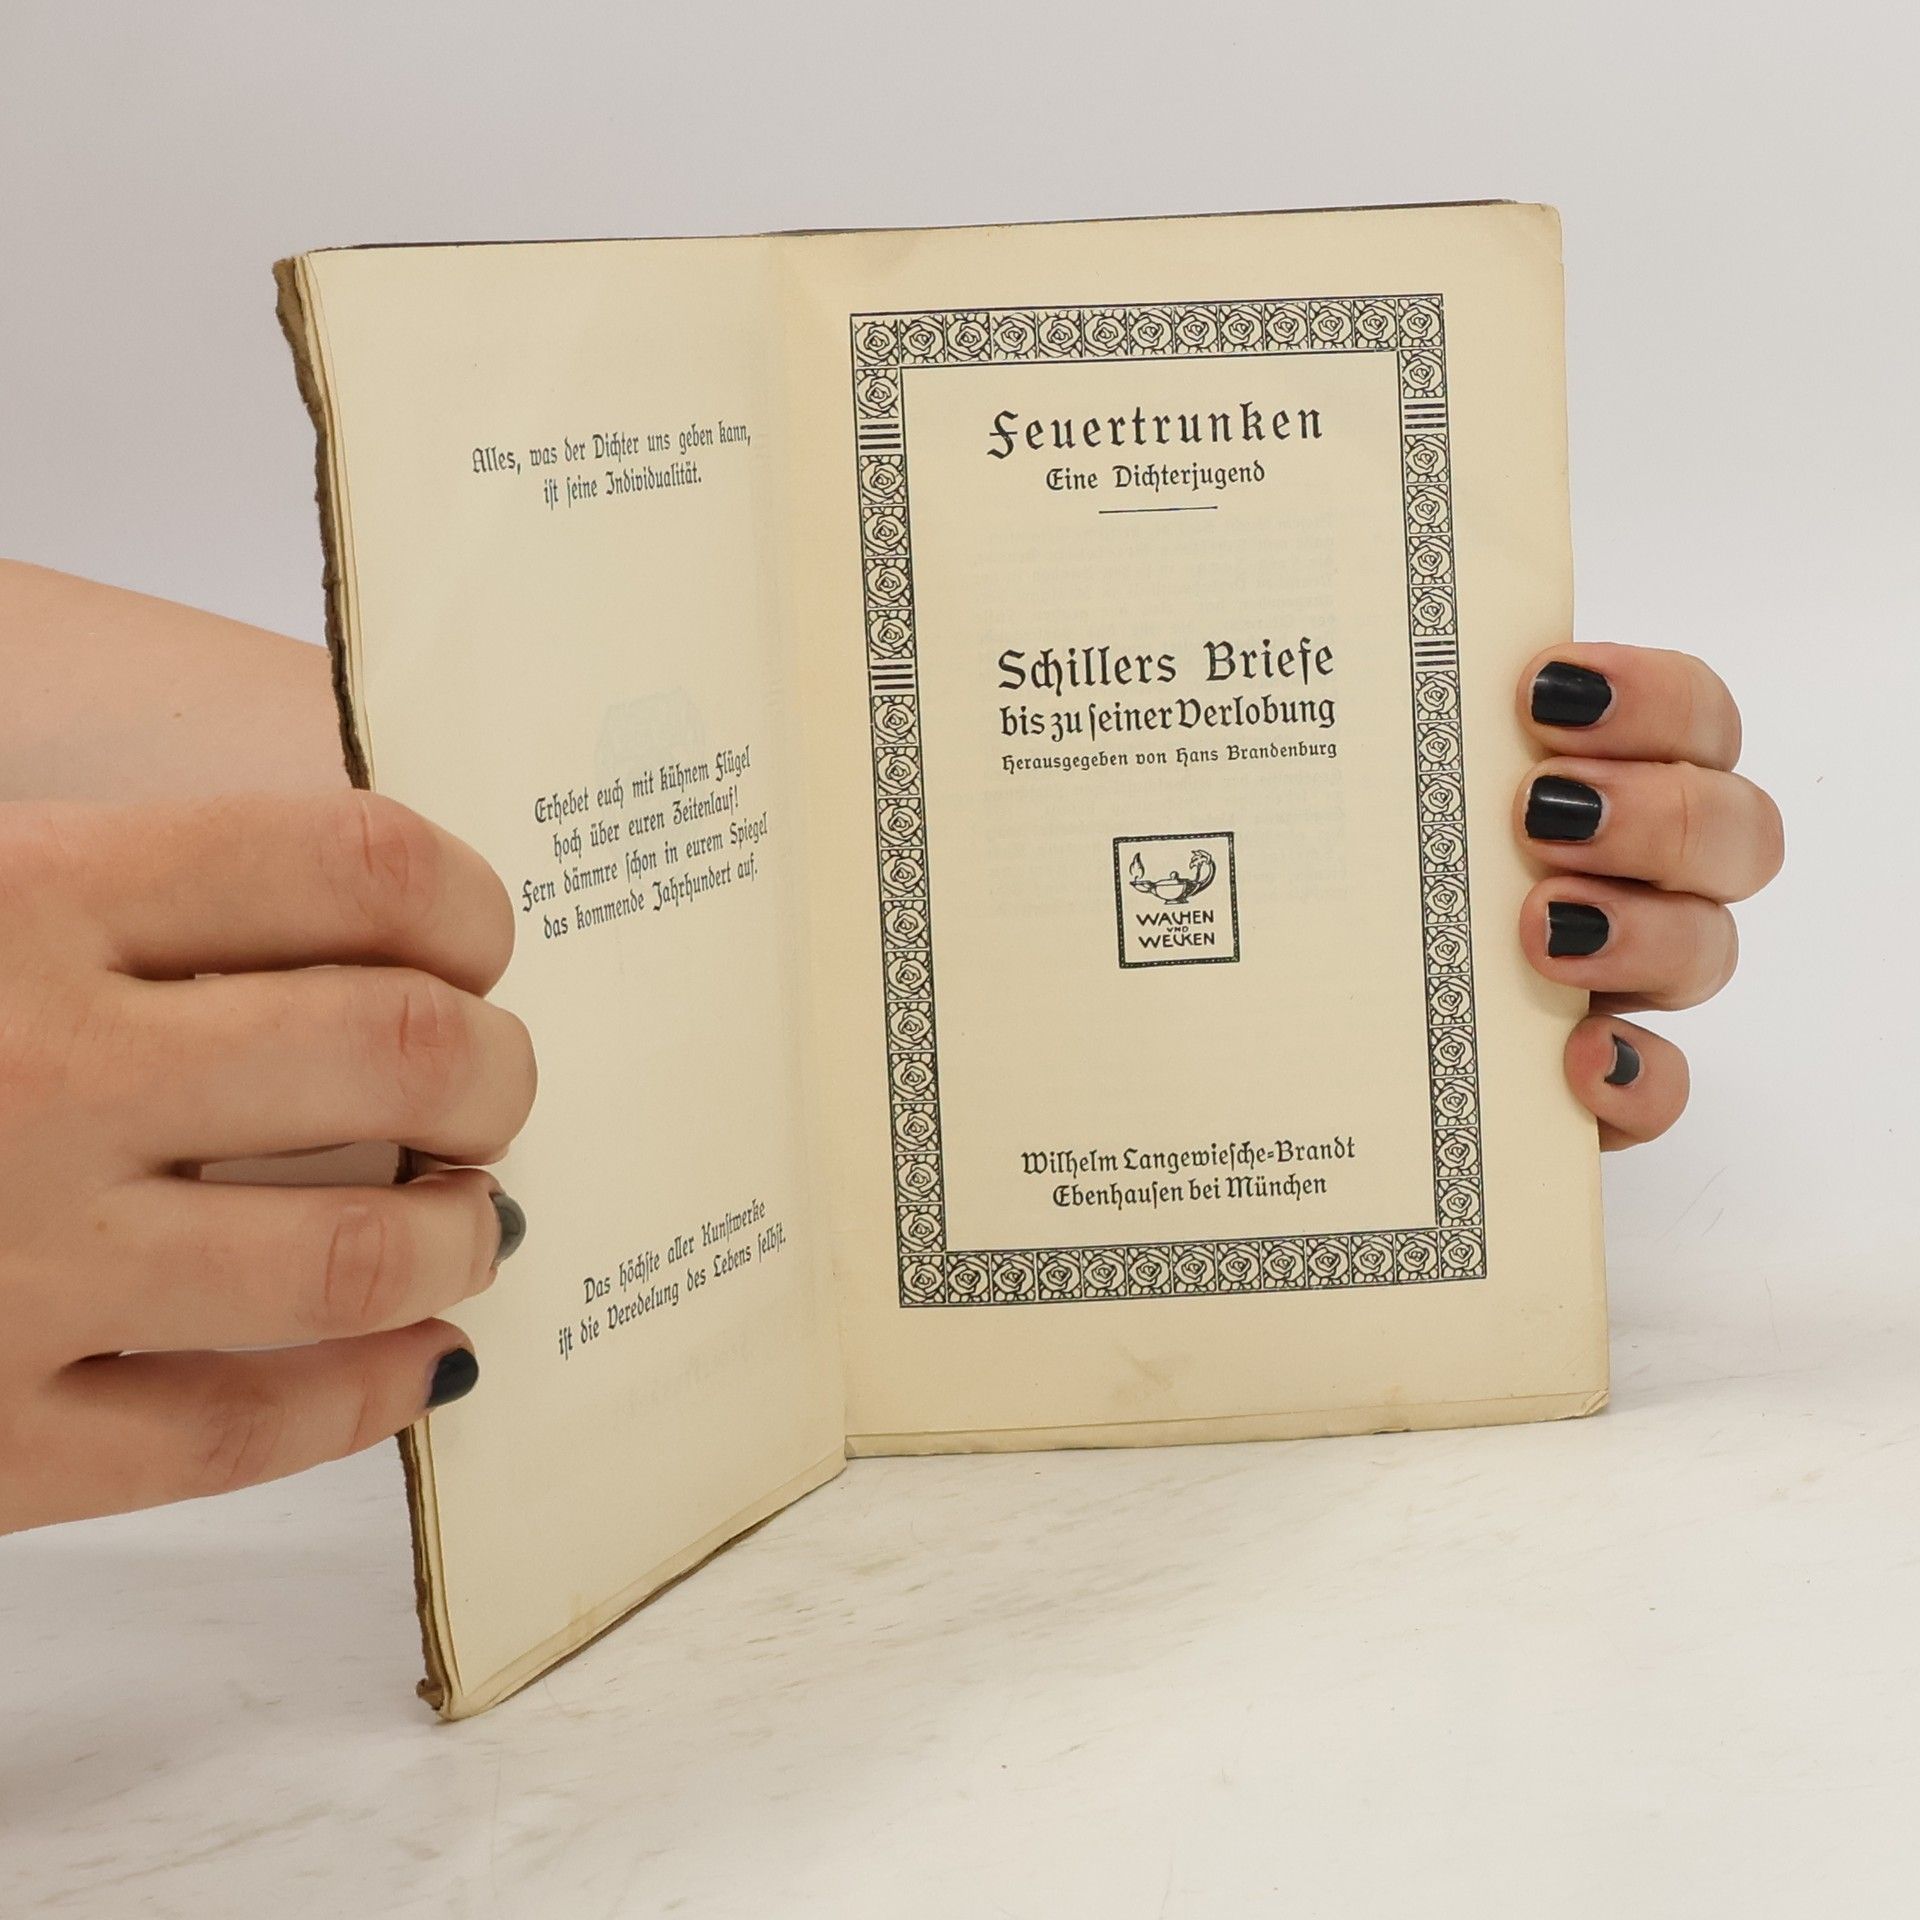 Alles, was der Dichter uns geben kann,
ist seine Individualität.
Erhebet euch mit kühnem Flügel
hoch über euren Zeitenlauf!
Fern dämmre schon in eurem Spiegel
das kommende Jahrhundert auf.
Das höchste aller Kunstwerke
ist die Veredelung des Lebens selbst.
Feuertrunken
Eine Dichterjugend
Schillers Briefe
bis zu seiner Verlobung
Herausgegeben von Hans Brandenburg
WACHEN
VND
WECKEN
Wilhelm Langewiesche-Brandt
Ebenhausen bei München